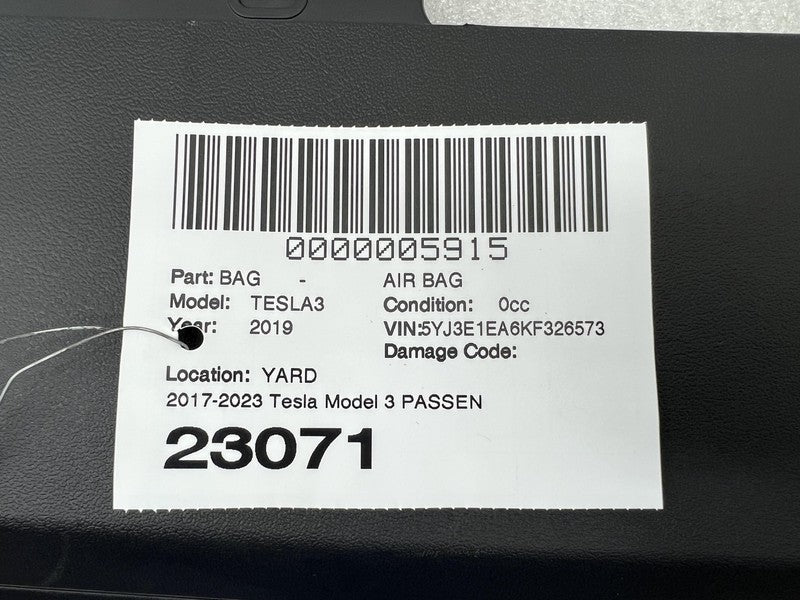 0000005915
Part: BAG - AIR BAG
Model: TESLA3 Condition: 0cc
Year: 2019 VIN:5YJ3E1EA6KF326573
Damage Code:
Location: YARD
2017-2023 Tesla Model 3 PASSEN
23071